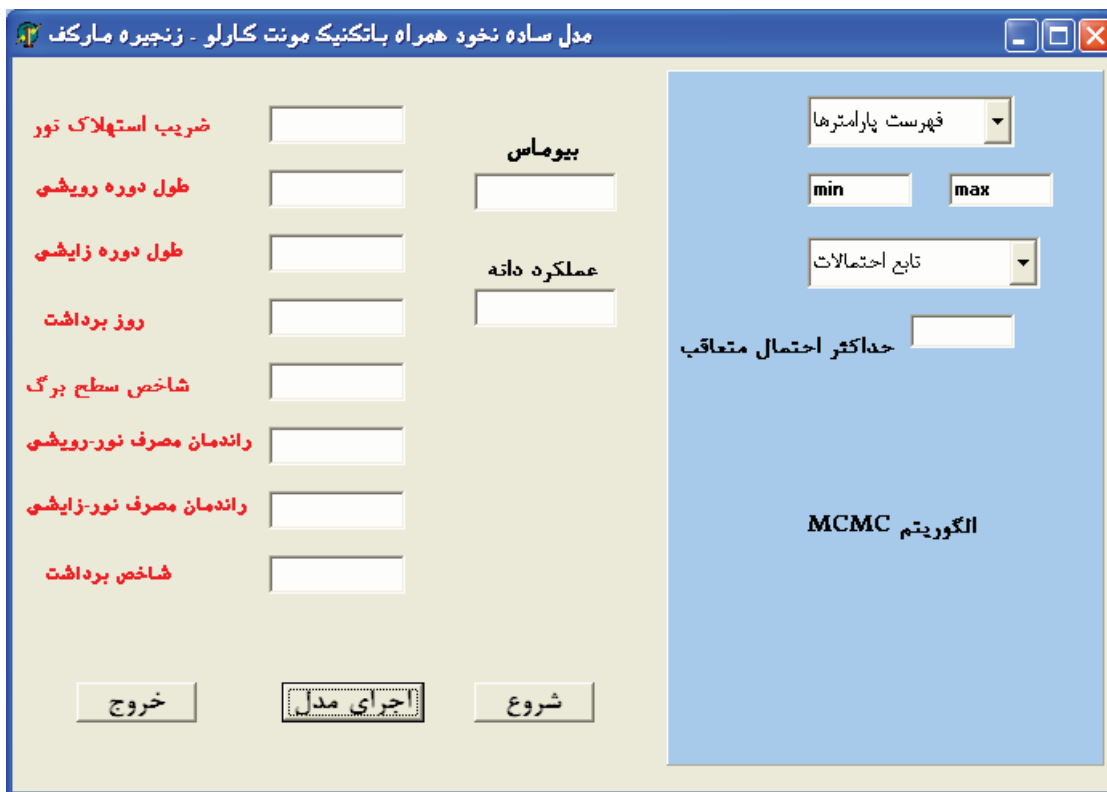 مدل ساده نخود همراه باتکنیک مونت کارلو - زنجیره مارکف
ضریب استهلاک نور
طول دوره رویشی
طول دوره زایشی
روز برداشت
شاخص سطح برگ
راندمان مصرف نور-رویشی
راندمان مصرف نور-زایشی
شاخص برداشت
بیوماس
عملکرد دانه
فهرست پارامترها
min
max
تابع احتمالات
حداکثر احتمال متعاقب
الگوریتم MCMC
خروج
اجرای مدل
شروع